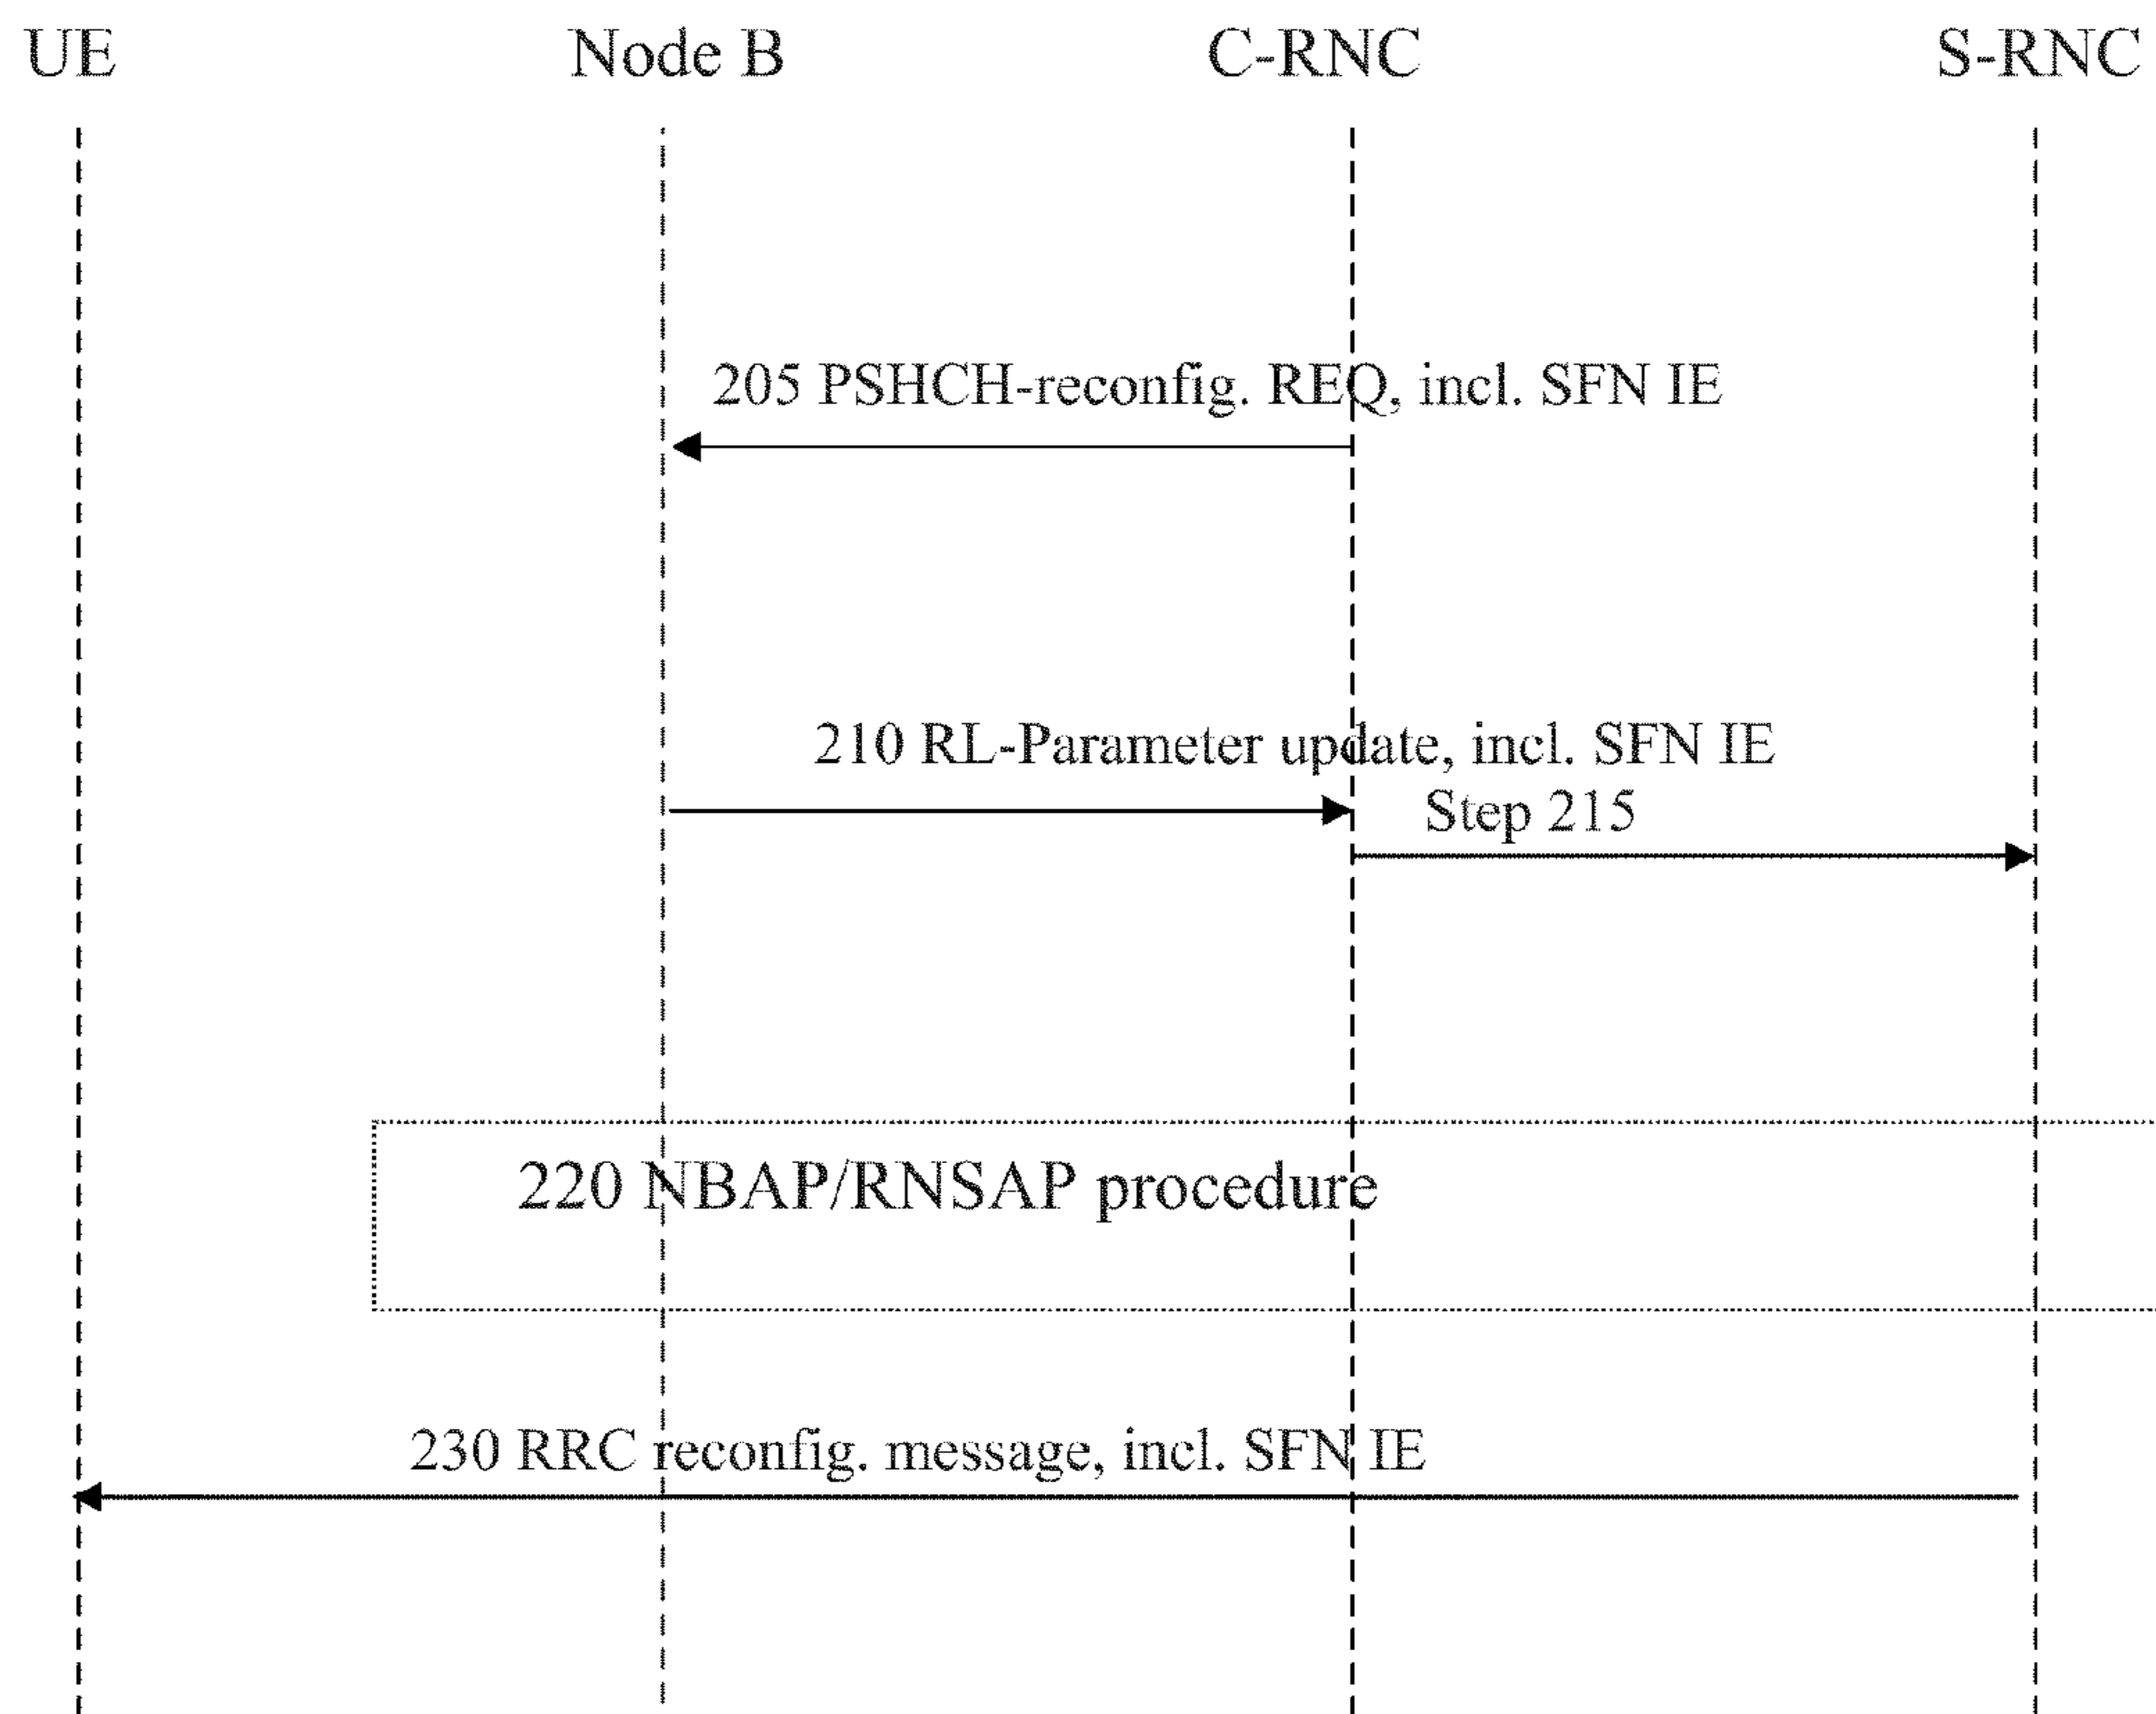 UE Node B C-RNC S-RNC
205 PSHCH-reconfig. REQ, incl. SFN IE
210 RL-Parameter update, incl. SFN IE
Step 215
220 NBAP/RNSAP procedure
230 RRC reconfig. message, incl. SFN IE